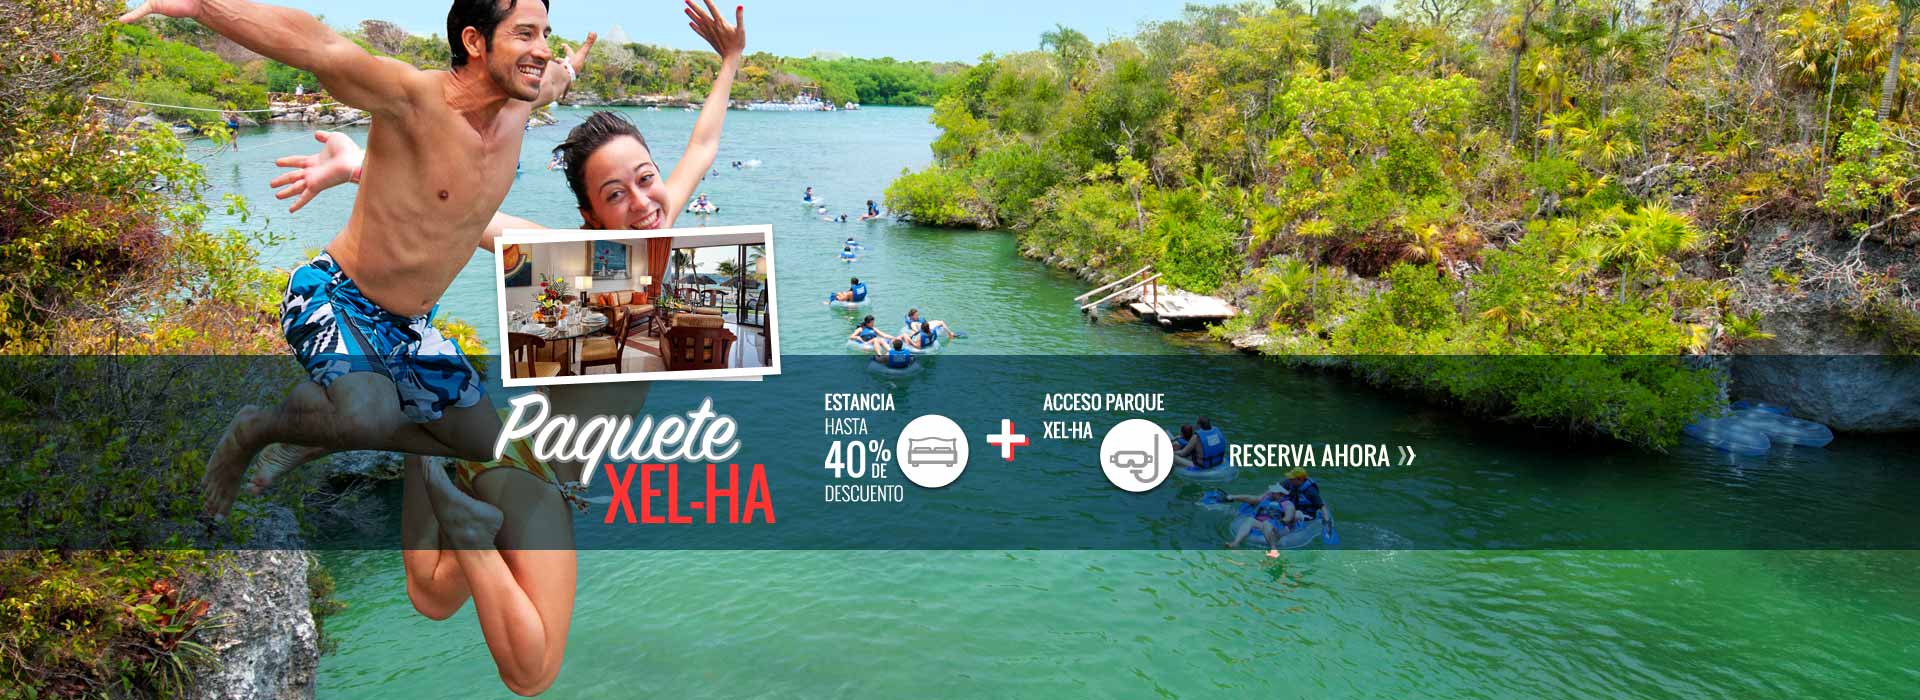 Paquete
XEL-HA
ESTANCIA
HASTA
40% DE
DESCUENTO
+
ACCESO PARQUE
XEL-HA
RESERVA AHORA »